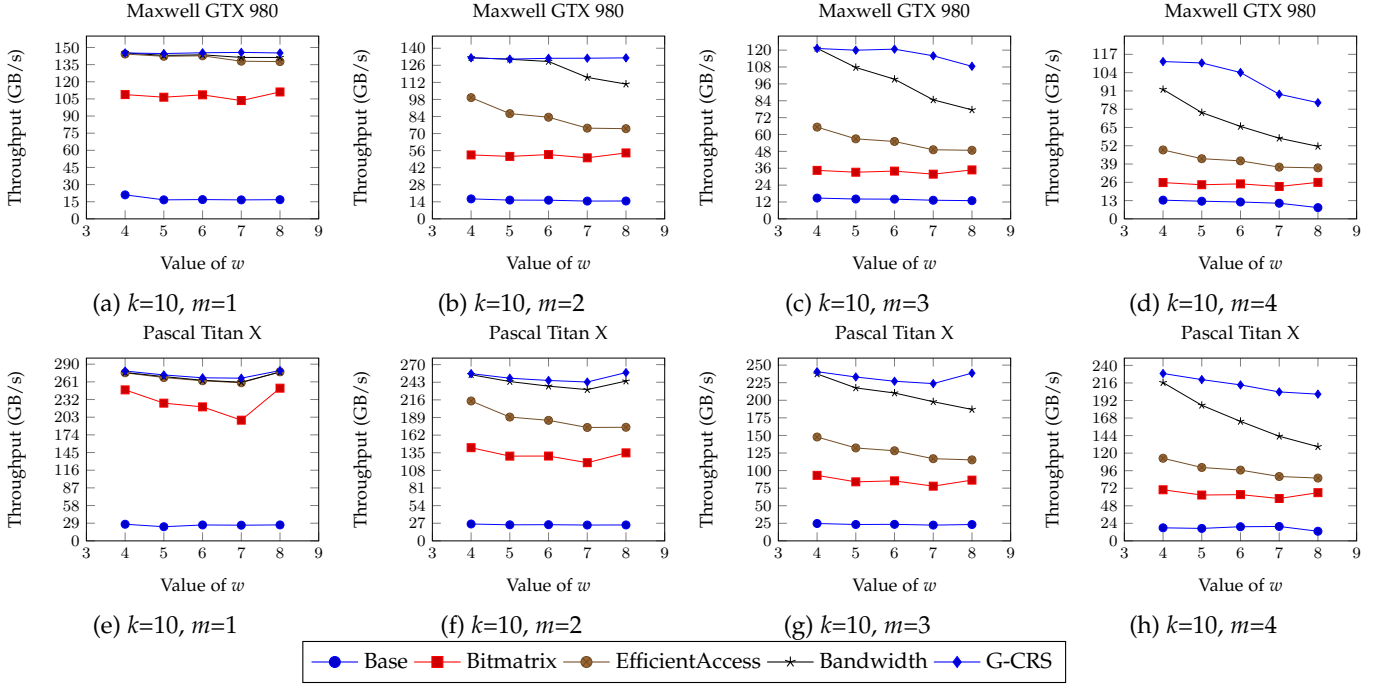 Maxwell GTX 980
Throughput (GB/s)
150
135
120
105
90
75
60
45
30
15
0
3 4 5 6 7 8 9
Value of w
(a) k=10, m=1
Maxwell GTX 980
Throughput (GB/s)
140
126
112
98
84
70
56
42
28
14
0
3 4 5 6 7 8 9
Value of w
(b) k=10, m=2
Maxwell GTX 980
Throughput (GB/s)
120
108
96
84
72
60
48
36
24
12
0
3 4 5 6 7 8 9
Value of w
(c) k=10, m=3
Maxwell GTX 980
Throughput (GB/s)
117
104
91
78
65
52
39
26
13
0
3 4 5 6 7 8 9
Value of w
(d) k=10, m=4
Pascal Titan X
Throughput (GB/s)
290
261
232
203
174
145
116
87
58
29
0
3 4 5 6 7 8 9
Value of w
(e) k=10, m=1
Pascal Titan X
Throughput (GB/s)
270
243
216
189
162
135
108
81
54
27
0
3 4 5 6 7 8 9
Value of w
(f) k=10, m=2
Pascal Titan X
Throughput (GB/s)
250
225
200
175
150
125
100
75
50
25
0
3 4 5 6 7 8 9
Value of w
(g) k=10, m=3
Pascal Titan X
Throughput (GB/s)
240
216
192
168
144
120
96
72
48
24
0
3 4 5 6 7 8 9
Value of w
(h) k=10, m=4
Base Bitmatrix EfficientAccess Bandwidth G-CRS